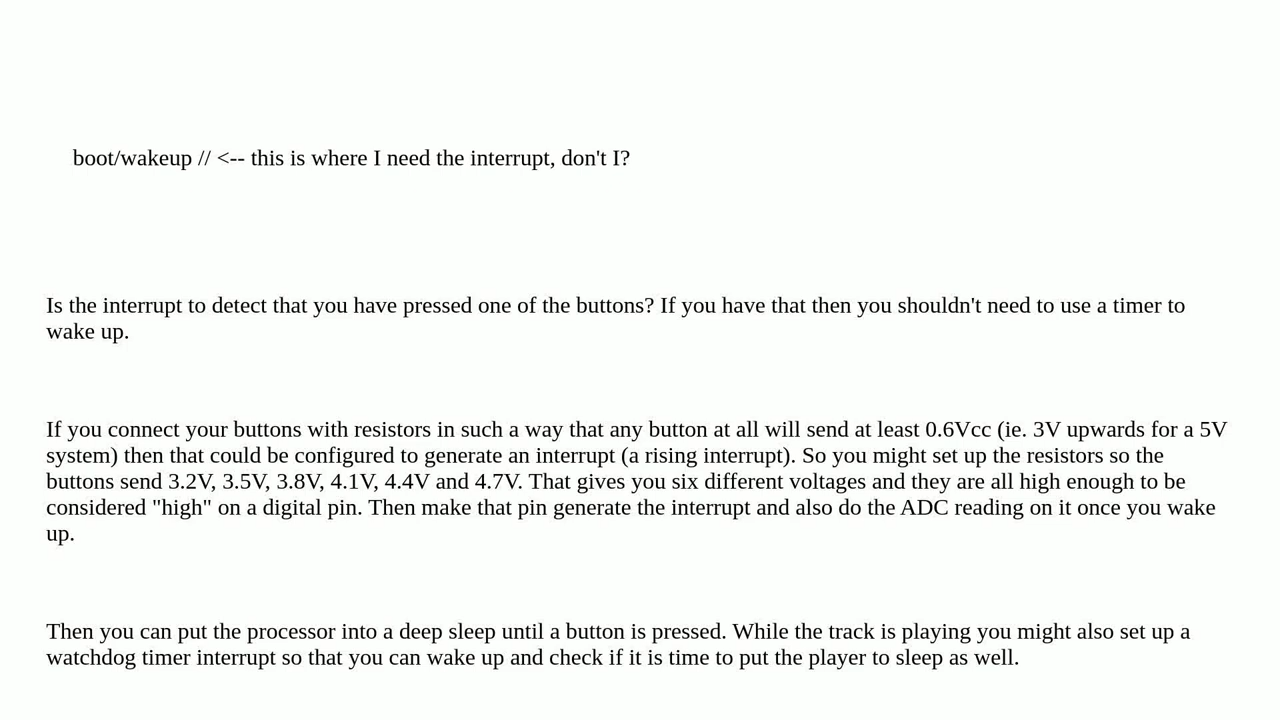 boot/wakeup // <-- this is where I need the interrupt, don't I?
Is the interrupt to detect that you have pressed one of the buttons? If you have that then you shouldn't need to use a timer to
wake up.
If you connect your buttons with resistors in such a way that any button at all will send at least 0.6Vcc (ie. 3V upwards for a 5V
system) then that could be configured to generate an interrupt (a rising interrupt). So you might set up the resistors so the
buttons send 3.2V, 3.5V, 3.8V, 4.1V, 4.4V and 4.7V. That gives you six different voltages and they are all high enough to be
considered "high" on a digital pin. Then make that pin generate the interrupt and also do the ADC reading on it once you wake
up.
Then you can put the processor into a deep sleep until a button is pressed. While the track is playing you might also set up a
watchdog timer interrupt so that you can wake up and check if it is time to put the player to sleep as well.